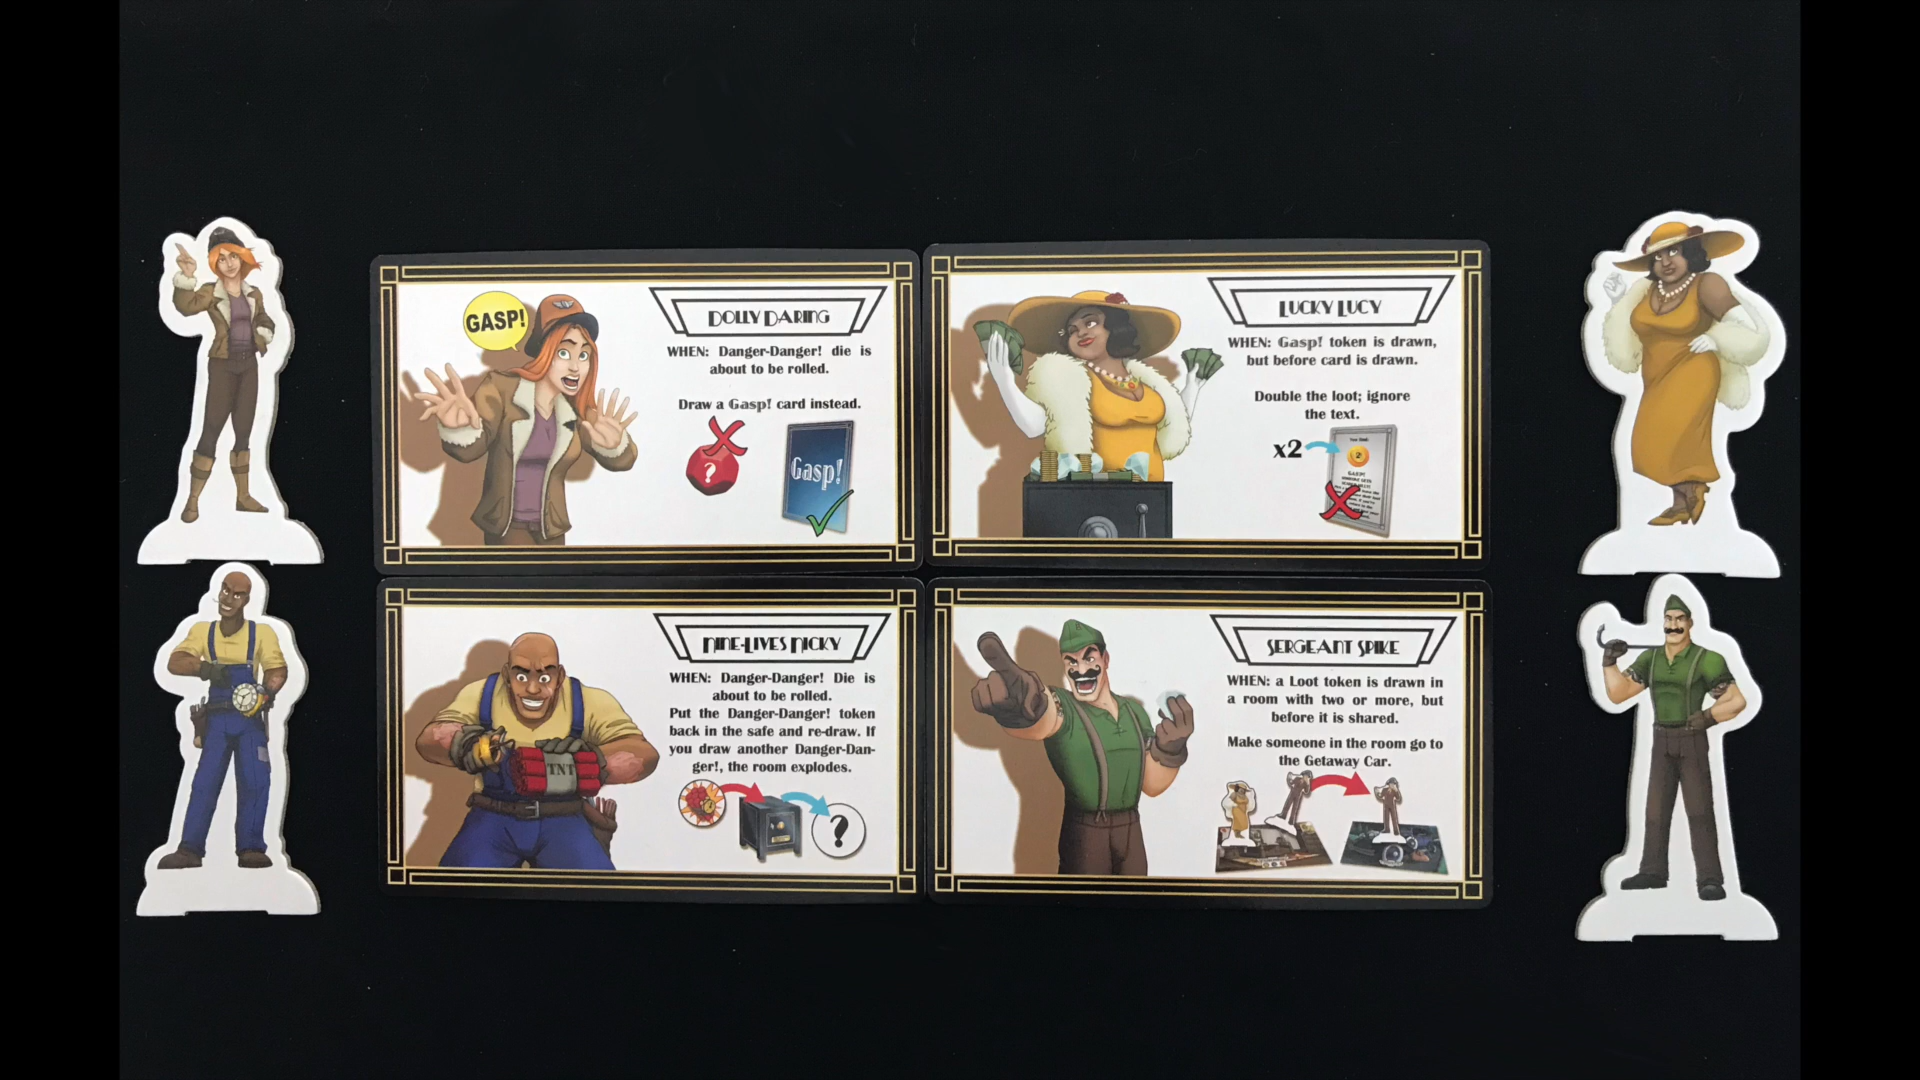 GASP!
DOLLY DARING
WHEN: Danger-Danger! die is
about to be rolled.
Draw a Gasp! card instead.
?
Gasp!
LUCKY LUCY
WHEN: Gasp! token is drawn,
but before card is drawn.
Double the loot; ignore
the text.
x2
You find:
2
GASP!
NINE-LIVES NICKY
WHEN: Danger-Danger! Die is
about to be rolled.
Put the Danger-Danger! token
back in the safe and re-draw. If
you draw another Danger-Dan-
ger!, the room explodes.
TNT
?
SERGEANT SPIKE
WHEN: a Loot token is drawn in
a room with two or more, but
before it is shared.
Make someone in the room go to
the Getaway Car.